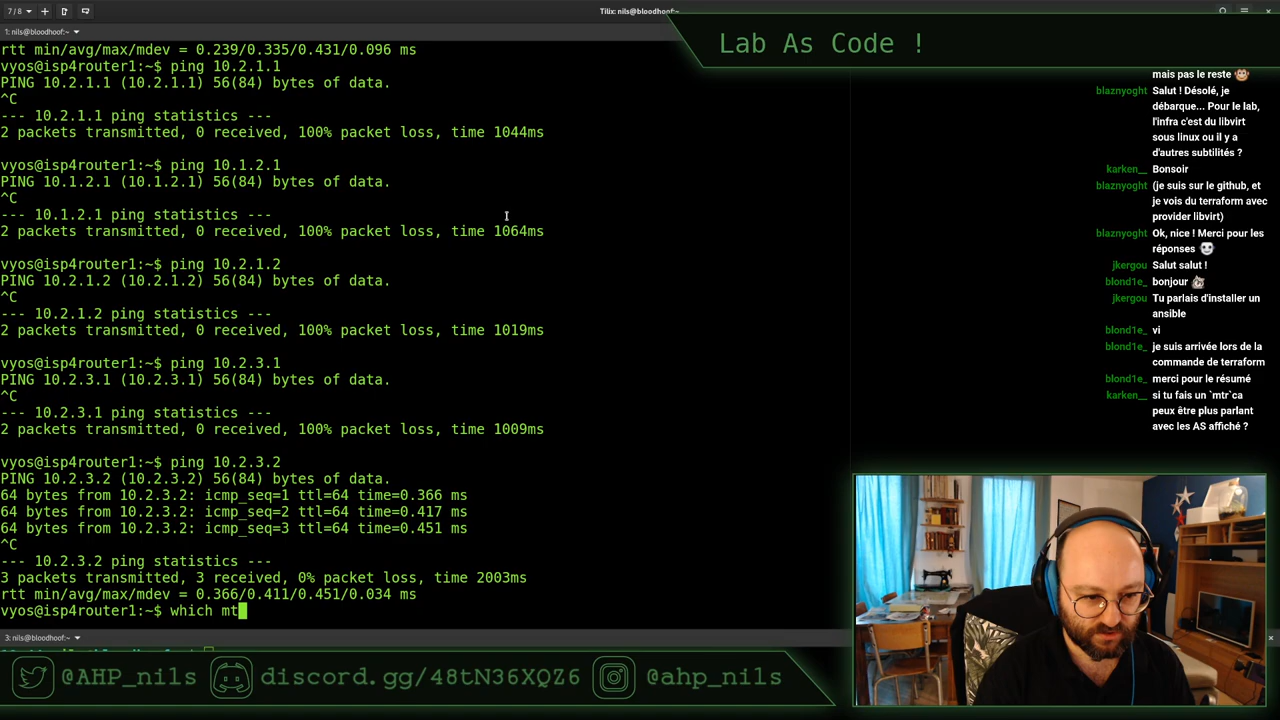 7 / 8
Tilix: nils@bloodhoof:~
1: nils@bloodhoof:~
Lab As Code !
rtt min/avg/max/mdev = 0.239/0.335/0.431/0.096 ms
vyos@isp4router1:~$ ping 10.2.1.1
PING 10.2.1.1 (10.2.1.1) 56(84) bytes of data.
^C
--- 10.2.1.1 ping statistics ---
2 packets transmitted, 0 received, 100% packet loss, time 1044ms
vyos@isp4router1:~$ ping 10.1.2.1
PING 10.1.2.1 (10.1.2.1) 56(84) bytes of data.
^C
--- 10.1.2.1 ping statistics ---
2 packets transmitted, 0 received, 100% packet loss, time 1064ms
vyos@isp4router1:~$ ping 10.2.1.2
PING 10.2.1.2 (10.2.1.2) 56(84) bytes of data.
^C
--- 10.2.1.2 ping statistics ---
2 packets transmitted, 0 received, 100% packet loss, time 1019ms
vyos@isp4router1:~$ ping 10.2.3.1
PING 10.2.3.1 (10.2.3.1) 56(84) bytes of data.
^C
--- 10.2.3.1 ping statistics ---
2 packets transmitted, 0 received, 100% packet loss, time 1009ms
vyos@isp4router1:~$ ping 10.2.3.2
PING 10.2.3.2 (10.2.3.2) 56(84) bytes of data.
64 bytes from 10.2.3.2: icmp_seq=1 ttl=64 time=0.366 ms
64 bytes from 10.2.3.2: icmp_seq=2 ttl=64 time=0.417 ms
64 bytes from 10.2.3.2: icmp_seq=3 ttl=64 time=0.451 ms
^C
--- 10.2.3.2 ping statistics ---
3 packets transmitted, 3 received, 0% packet loss, time 2003ms
rtt min/avg/max/mdev = 0.366/0.411/0.451/0.034 ms
vyos@isp4router1:~$ which mt
3: nils@bloodhoof:~
mais pas le reste
blaznyoght Salut ! Désolé, je
débarque... Pour le lab,
l'infra c'est du libvirt
sous linux ou il y a
d'autres subtilités ?
karken__ Bonsoir
blaznyoght (je suis sur le github, et
je vois du terraform avec
provider libvirt)
blaznyoght Ok, nice ! Merci pour les
réponses
jkergou Salut salut !
blond1e_ bonjour
jkergou Tu parlais d'installer un
ansible
blond1e_ vi
blond1e_ je suis arrivée lors de la
commande de terraform
blond1e_ merci pour le résumé
karken__ si tu fais un `mtr`ca
peux être plus parlant
avec les AS affiché ?
@AHP_nils
discord.gg/48tN36XQZ6
@ahp_nils